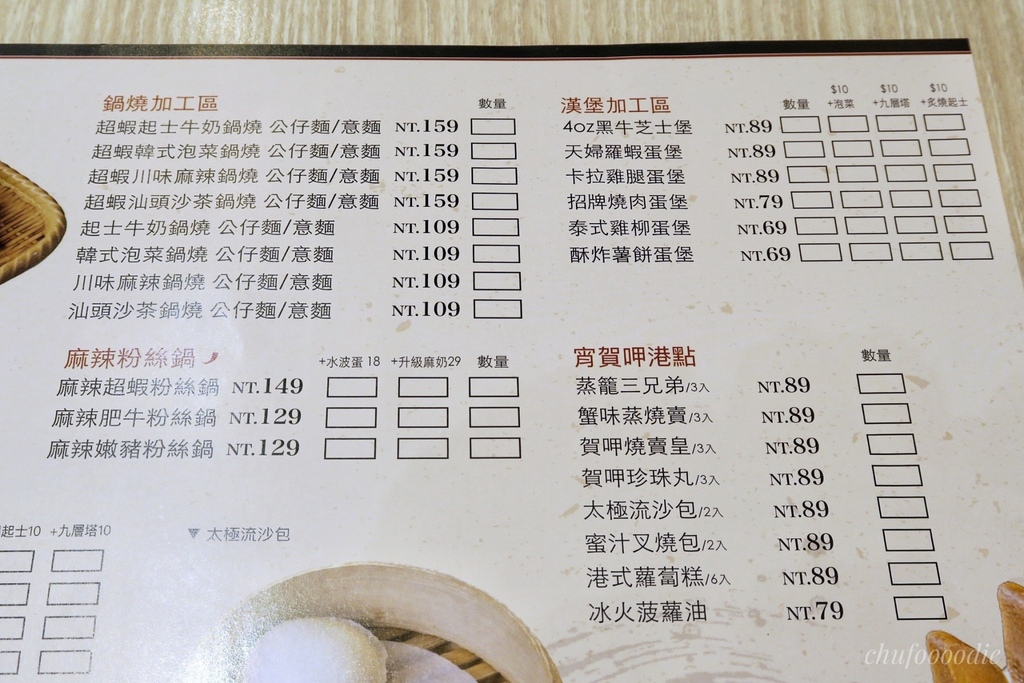 鍋燒加工區 數量
超蝦起士牛奶鍋燒 公仔麵/意麵 NT.159
超蝦韓式泡菜鍋燒 公仔麵/意麵 NT.159
超蝦川味麻辣鍋燒 公仔麵/意麵 NT.159
超蝦汕頭沙茶鍋燒 公仔麵/意麵 NT.159
起士牛奶鍋燒 公仔麵/意麵 NT.109
韓式泡菜鍋燒 公仔麵/意麵 NT.109
川味麻辣鍋燒 公仔麵/意麵 NT.109
汕頭沙茶鍋燒 公仔麵/意麵 NT.109
麻辣粉絲鍋 +水波蛋 18 +升級麻奶29 數量
麻辣超蝦粉絲鍋 NT.149
麻辣肥牛粉絲鍋 NT.129
麻辣嫩豬粉絲鍋 NT.129
起士10 +九層塔10
▼ 太極流沙包
$10 $10 $10
漢堡加工區 數量 +泡菜 +九層塔 +炙燒起士
4oz黑牛芝士堡 NT.89
天婦羅蝦蛋堡 NT.89
卡拉雞腿蛋堡 NT.89
招牌燒肉蛋堡 NT.79
泰式雞柳蛋堡 NT.69
酥炸薯餅蛋堡 NT.69
宵賀呷港點 數量
蒸籠三兄弟/3入 NT.89
蟹味蒸燒賣/3入 NT.89
賀呷燒賣皇/3入 NT.89
賀呷珍珠丸/3入 NT.89
太極流沙包/2入 NT.89
蜜汁叉燒包/2入 NT.89
港式蘿蔔糕/6入 NT.89
冰火菠蘿油 NT.79
chufoooodie